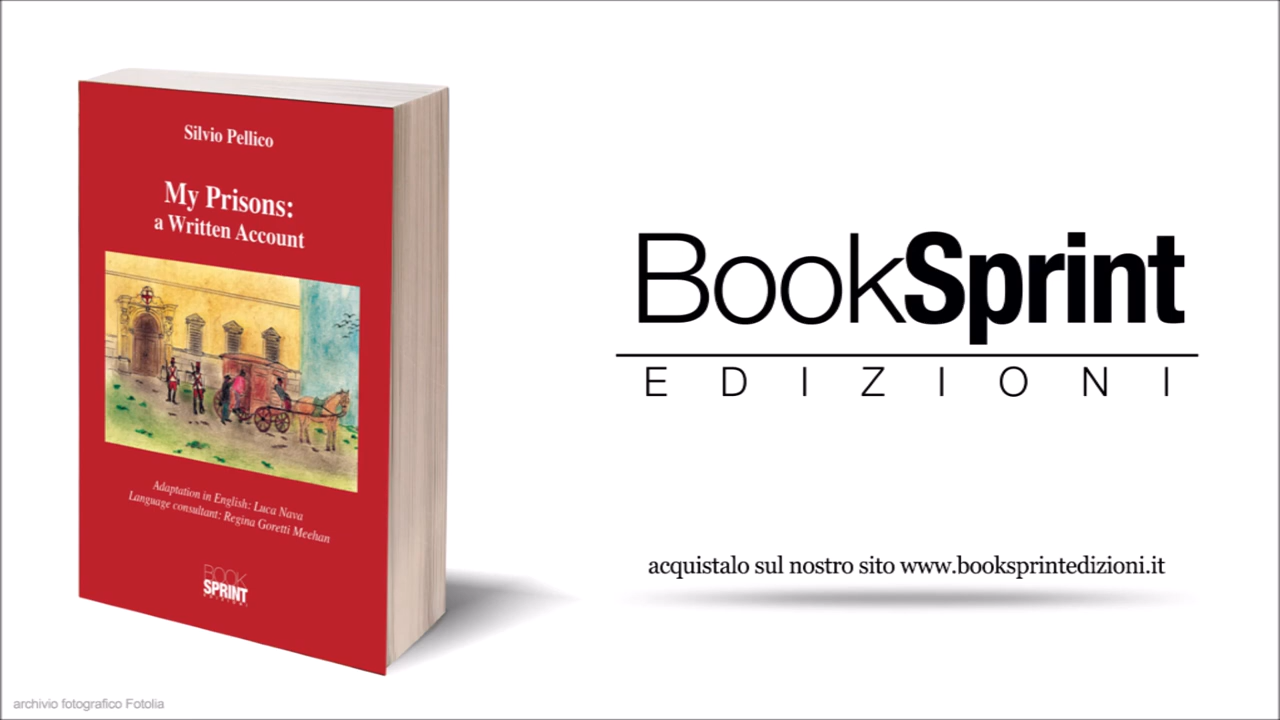 Silvio Pellico
My Prisons:
a Written Account
Adaptation in English: Luca Nava
Language consultant: Regina Goretti Meehan
BOOK
SPRINT
EDIZIONI
BookSprint
EDIZIONI
acquistalo sul nostro sito www.booksprintedizioni.it
archivio fotografico Fotolia